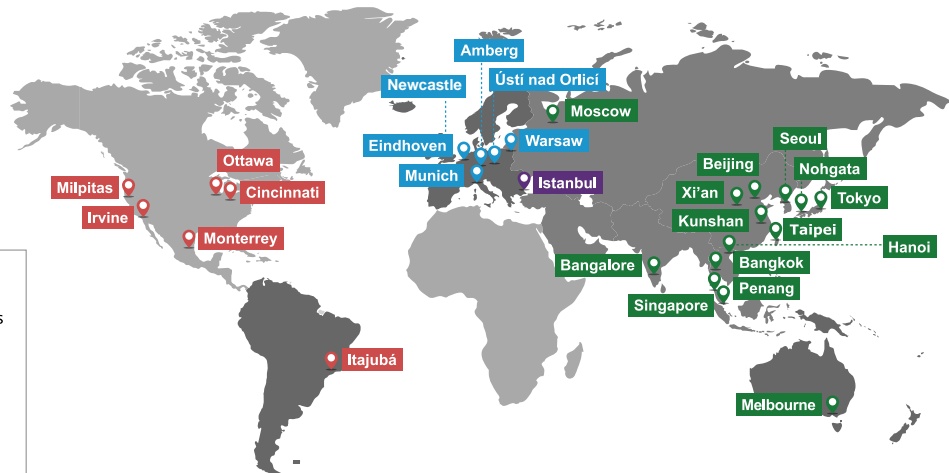 Amberg
Ústí nad Orlicí
Newcastle
Moscow
Eindhoven
Warsaw
Munich
Istanbul
Seoul
Beijing
Nohgata
Xi'an
Tokyo
Kunshan
Taipei
Hanoi
Bangalore
Bangkok
Penang
Singapore
Melbourne
Ottawa
Milpitas
Cincinnati
Irvine
Monterrey
Itajubá
s